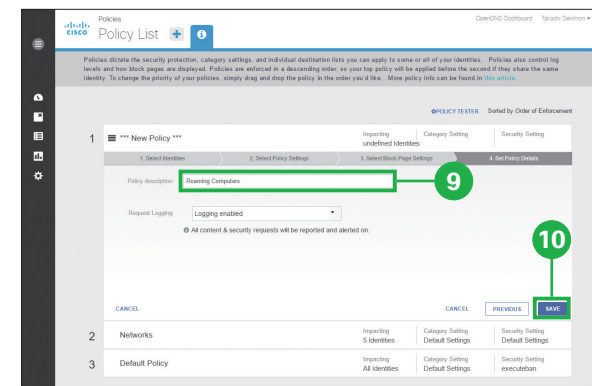 Policies
OpenDNS Dashboard Takashi Sekimori
cisco Policy List + i
Policies dictate the security protection, category settings, and individual destination lists you can apply to some or all of your identities. Policies also control log
levels and how block pages are displayed. Policies are enforced in a descending order, so your top policy will be applied before the second if they share the same
identity. To change the priority of your policies, simply drag and drop the policy in the order you'd like. More policy info can be found in this article.
POLICY TESTER Sorted by Order of Enforcement
1 *** New Policy *** Impacting Category Setting Security Setting
undefined Identities
1. Select Identities 2. Select Policy Settings 3. Select Block Page Settings 4. Set Policy Details
Policy description: Roaming Computers 9
Request Logging: Logging enabled
All content & security requests will be reported and alerted on.
10
CANCEL CANCEL PREVIOUS SAVE
2 Networks Impacting Category Setting Security Setting
5 Identities Default Settings Default Settings
3 Default Policy Impacting Category Setting Security Setting
All Identities Default Settings executeban